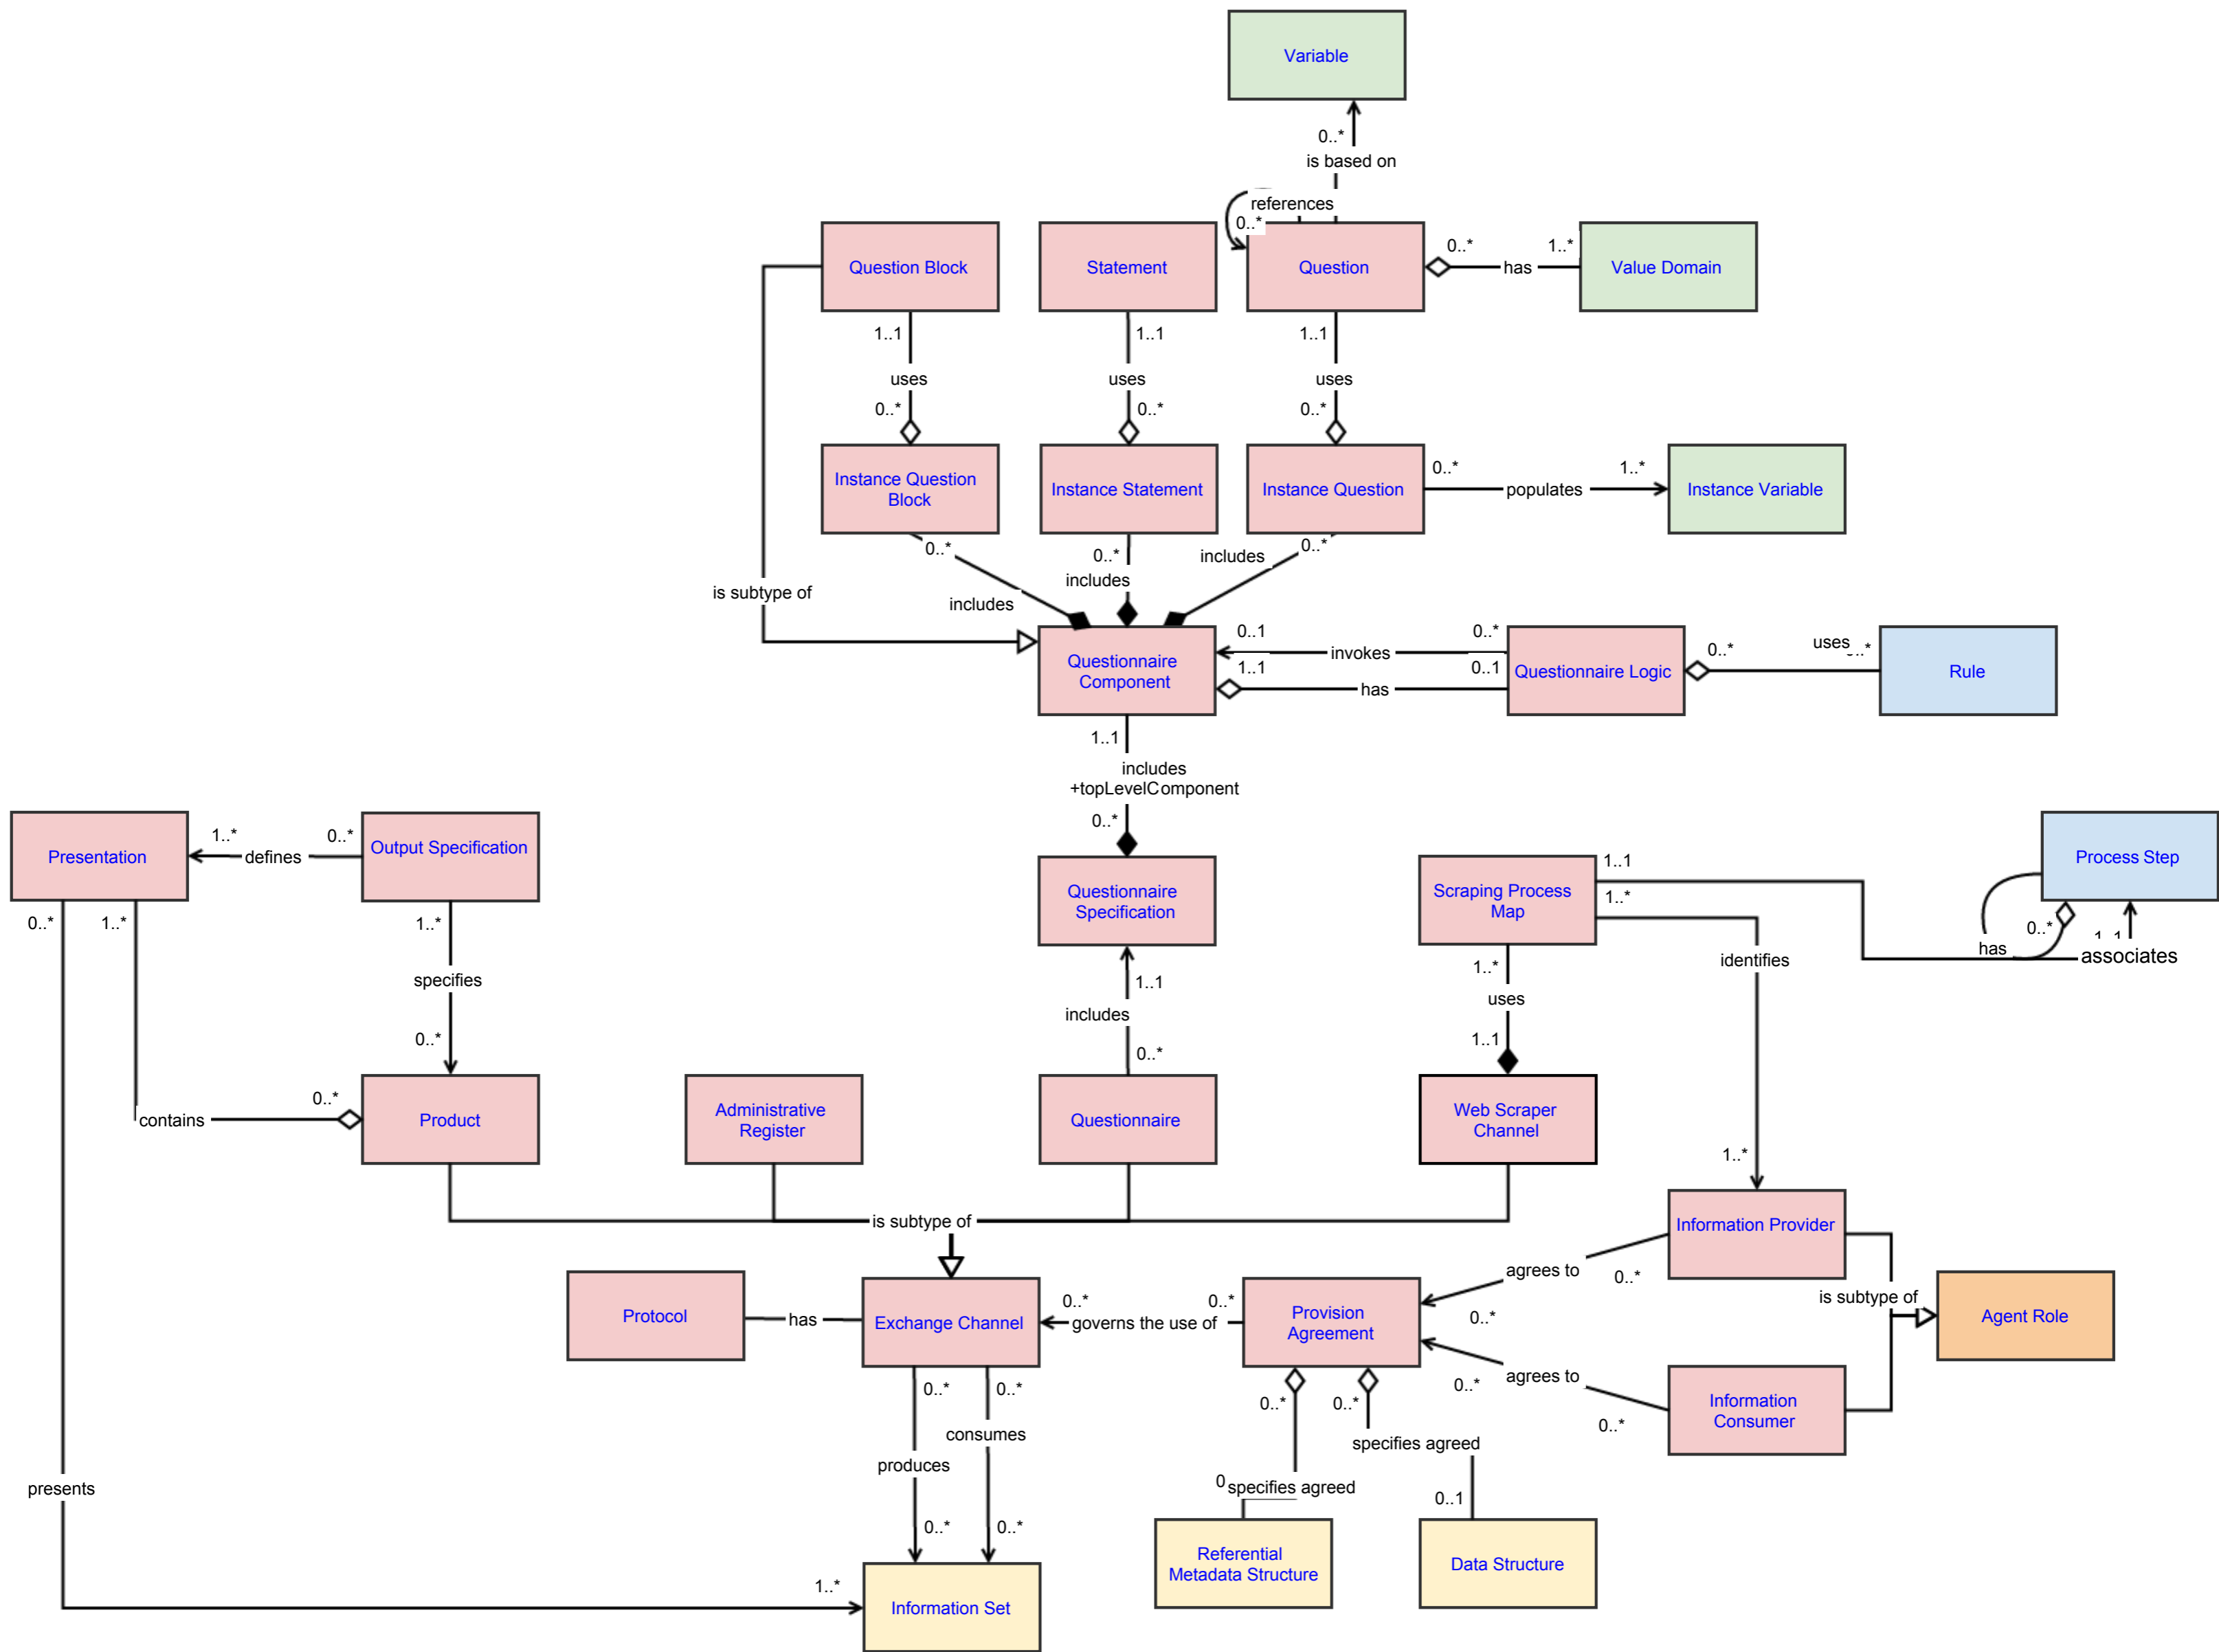 Variable
0..*
is based on
references
0..*
Question Block
Statement
Question
0..*
1..*
has
Value Domain
1..1
1..1
1..1
uses
uses
uses
0..*
0..*
0..*
Instance Question
Block
Instance Statement
Instance Question
0..*
1..*
populates
Instance Variable
0..*
0..*
0..*
includes
includes
includes
is subtype of
Questionnaire
Component
0..1
0..*
invokes
1..1
0..1
has
Questionnaire Logic
0..*
uses
Rule
1..1
includes
+topLevelComponent
0..*
Presentation
1..*
0..*
defines
Output Specification
Questionnaire
Specification
Scraping Process
Map
1..1
1..*
Process Step
0..*
1..1
has
associates
0..*
1..*
1..*
specifies
0..*
1..1
includes
0..*
1..*
uses
1..1
identifies
1..*
contains
0..*
Product
Administrative
Register
Questionnaire
Web Scraper
Channel
is subtype of
Information Provider
agrees to
0..*
0..*
is subtype of
Agent Role
Protocol
has
Exchange Channel
0..*
0..*
governs the use of
Provision
Agreement
agrees to
0..*
0..*
Information
Consumer
0..*
0..*
0..*
0..*
consumes
produces
specifies agreed
0
specifies agreed
0..1
presents
0..*
0..*
Referential
Metadata Structure
Data Structure
1..*
Information Set